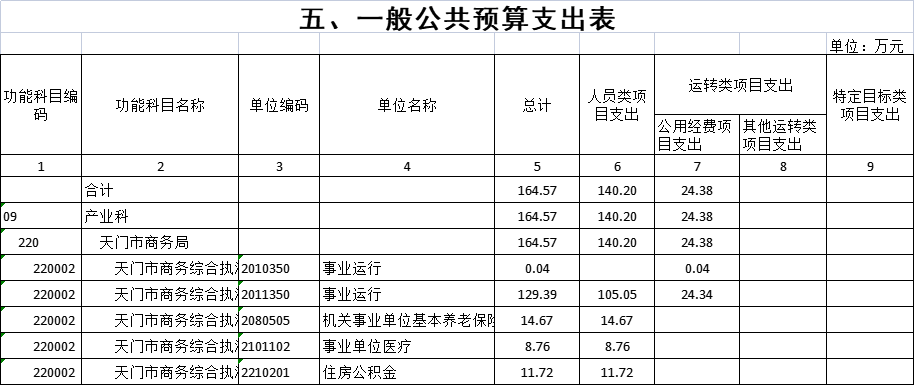 五、一般公共预算支出表
单位：万元
功能科目编码 功能科目名称 单位编码 单位名称 总计 人员类项目支出 运转类项目支出 特定目标类项目支出
公用经费项目支出 其他运转类项目支出
1 2 3 4 5 6 7 8 9
合计 164.57 140.20 24.38
09 产业科 164.57 140.20 24.38
220 天门市商务局 164.57 140.20 24.38
220002 天门市商务综合执 2010350 事业运行 0.04 0.04
220002 天门市商务综合执 2011350 事业运行 129.39 105.05 24.34
220002 天门市商务综合执 2080505 机关事业单位基本养老保险 14.67 14.67
220002 天门市商务综合执 2101102 事业单位医疗 8.76 8.76
220002 天门市商务综合执 2210201 住房公积金 11.72 11.72